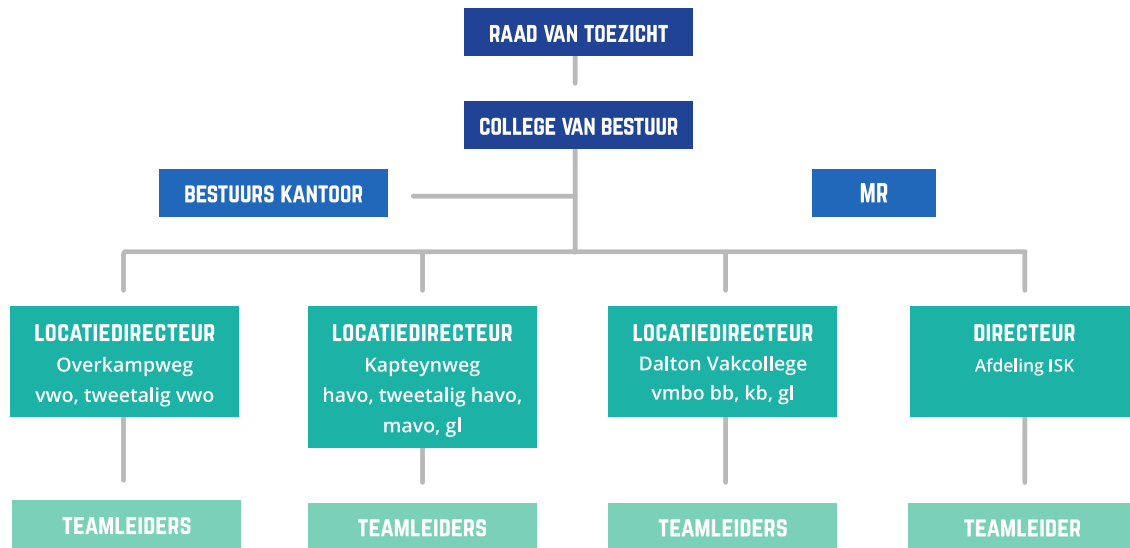 RAAD VAN TOEZICHT
COLLEGE VAN BESTUUR
BESTUURS KANTOOR
MR
LOCATIEDIRECTEUR
Overkampweg
vwo, tweetalig vwo
LOCATIEDIRECTEUR
Kapteynweg
havo, tweetalig havo,
mavo, gl
LOCATIEDIRECTEUR
Dalton Vakcollege
vmbo bb, kb, gl
DIRECTEUR
Afdeling ISK
TEAMLEIDERS
TEAMLEIDERS
TEAMLEIDERS
TEAMLEIDER